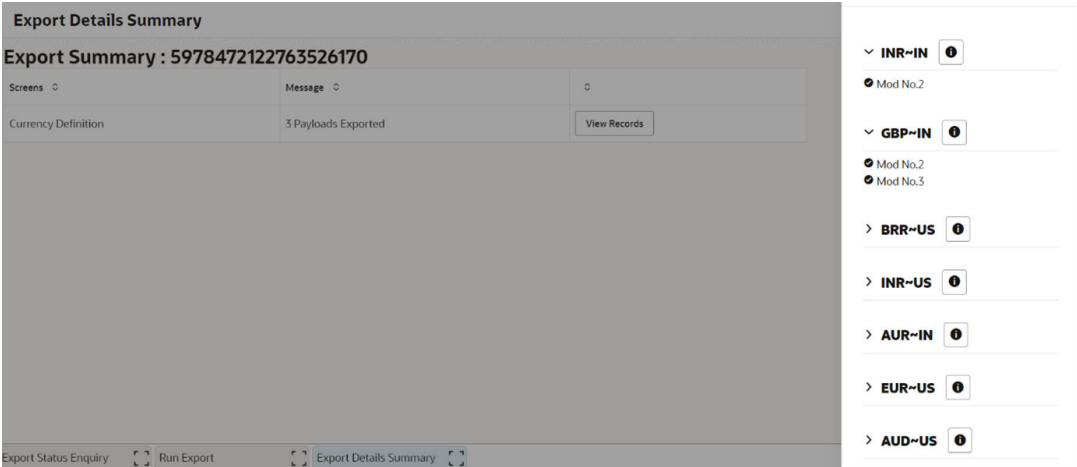 Export Details Summary
Export Summary : 5978472122763526170
Screens Message
Currency Definition 3 Payloads Exported View Records
INR~IN
Mod No.2
GBP~IN
Mod No.2
Mod No.3
BRR~US
INR~US
AUR~IN
EUR~US
AUD~US
Export Status Enquiry Run Export Export Details Summary